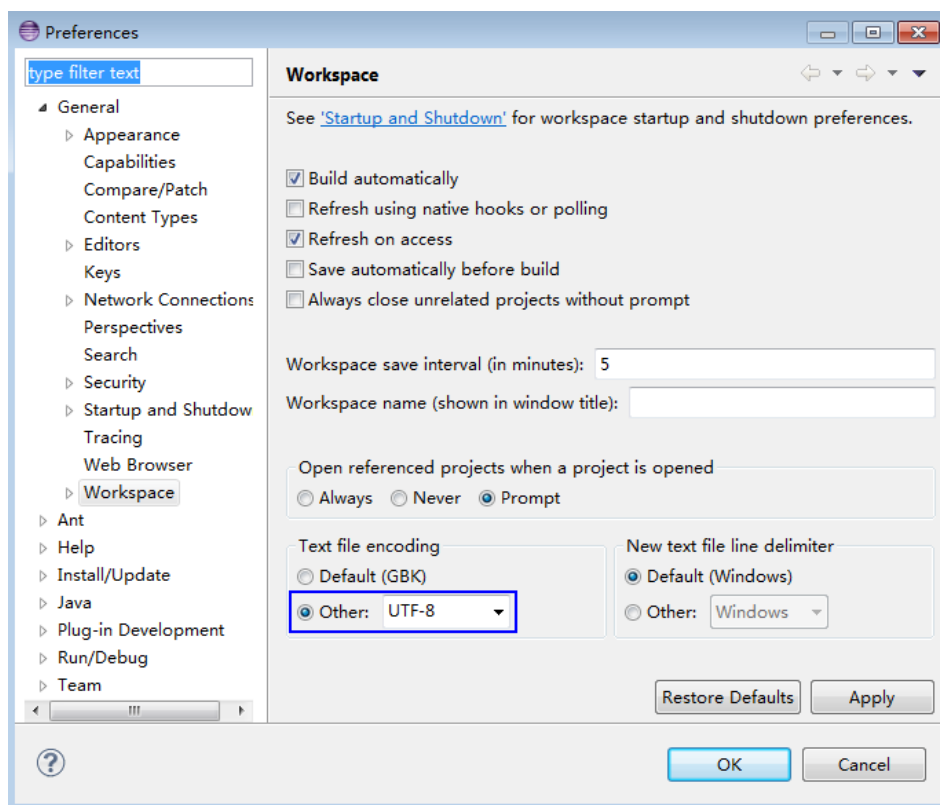 Preferences
type filter text
General
Appearance
Capabilities
Compare/Patch
Content Types
Editors
Keys
Network Connections
Perspectives
Search
Security
Startup and Shutdow
Tracing
Web Browser
Workspace
Ant
Help
Install/Update
Java
Plug-in Development
Run/Debug
Team
Workspace
See 'Startup and Shutdown' for workspace startup and shutdown preferences.
Build automatically
Refresh using native hooks or polling
Refresh on access
Save automatically before build
Always close unrelated projects without prompt
Workspace save interval (in minutes): 5
Workspace name (shown in window title):
Open referenced projects when a project is opened
Always Never Prompt
Text file encoding
Default (GBK)
Other: UTF-8
New text file line delimiter
Default (Windows)
Other: Windows
Restore Defaults Apply
? OK Cancel